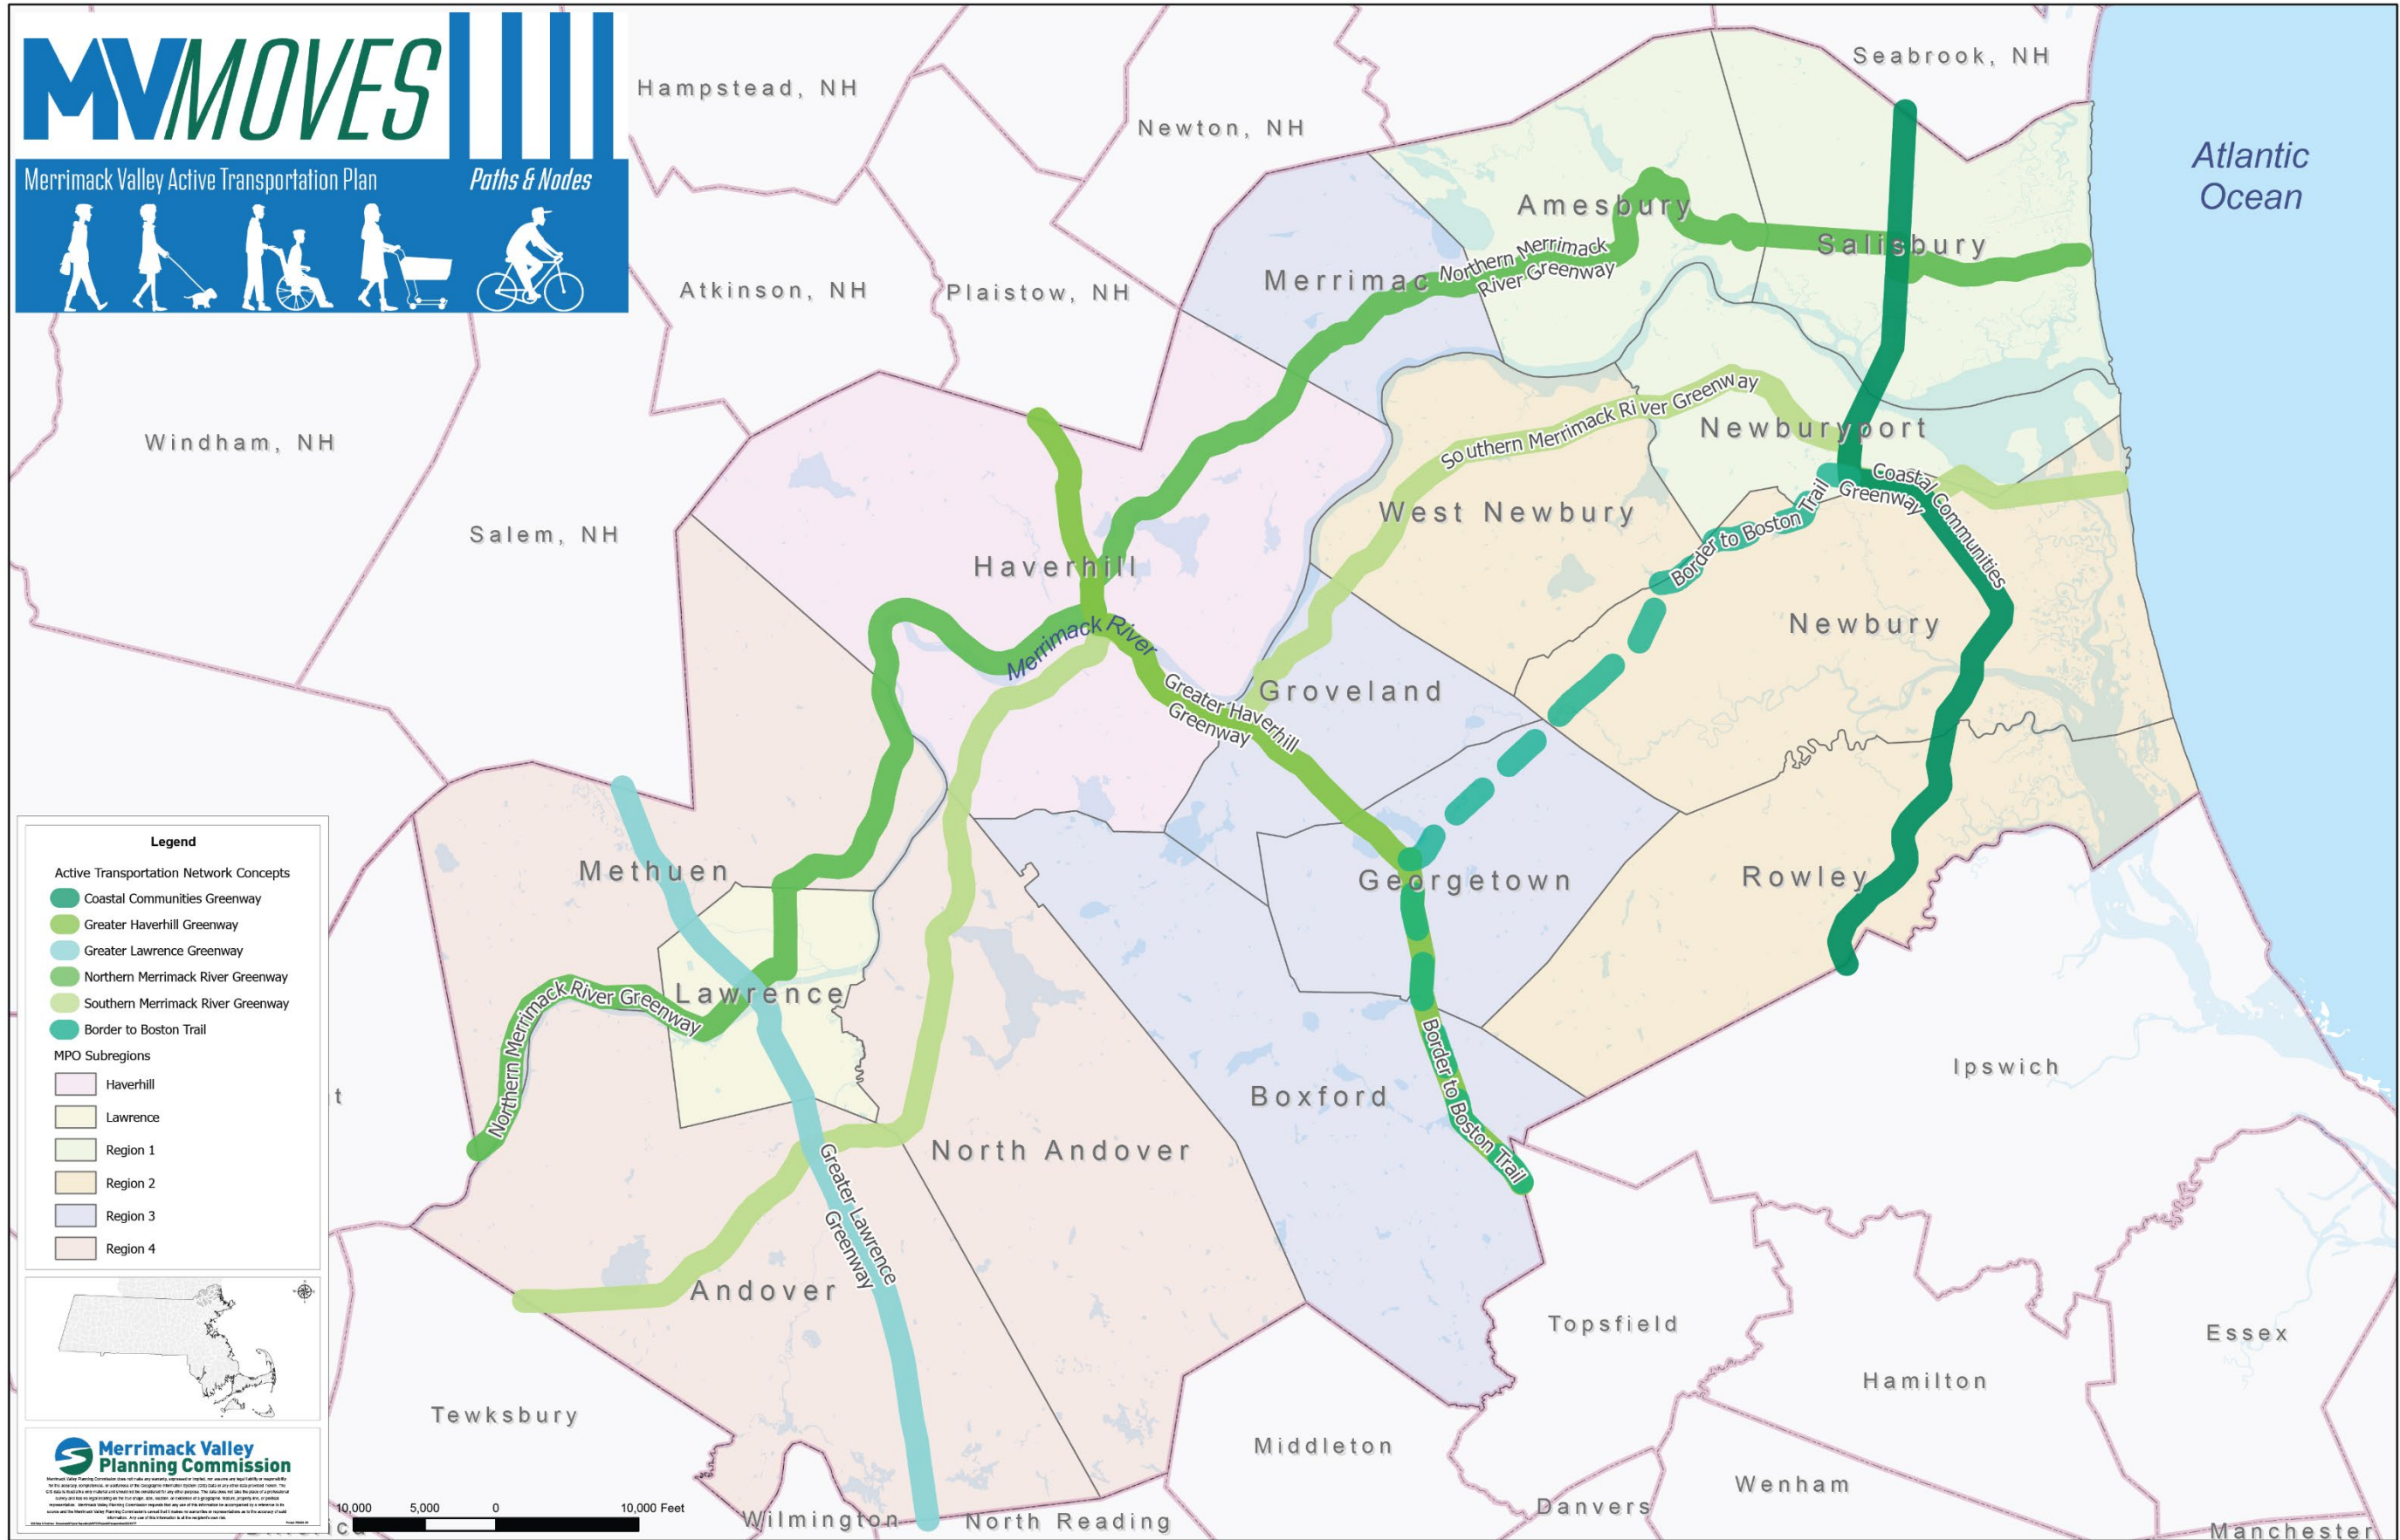 MVMOVES
Merrimack Valley Active Transportation Plan
Paths & Nodes
Hampstead, NH
Newton, NH
Seabrook, NH
Atlantic
Ocean
Amesbury
Salisbury
Northern Merrimack
River Greenway
Merrimac
Atkinson, NH
Plaistow, NH
Windham, NH
Salem, NH
Southern Merrimack River Greenway
Newburyport
Coastal Communities
Greenway
West Newbury
Border to Boston Trail
Haverhill
Newbury
Merrimack River
Greater Haverhill
Greenway
Groveland
Georgetown
Rowley
Methuen
Lawrence
Northern Merrimack River Greenway
Border to Boston Trail
Boxford
Ipswich
North Andover
Greater Lawrence
Greenway
Andover
Topsfield
Essex
Hamilton
Tewksbury
Middleton
Wenham
Danvers
Wilmington
North Reading
Manchester
t
Legend
Active Transportation Network Concepts
Coastal Communities Greenway
Greater Haverhill Greenway
Greater Lawrence Greenway
Northern Merrimack River Greenway
Southern Merrimack River Greenway
Border to Boston Trail
MPO Subregions
Haverhill
Lawrence
Region 1
Region 2
Region 3
Region 4
Merrimack Valley
Planning Commission
10,000 5,000 0 10,000 Feet